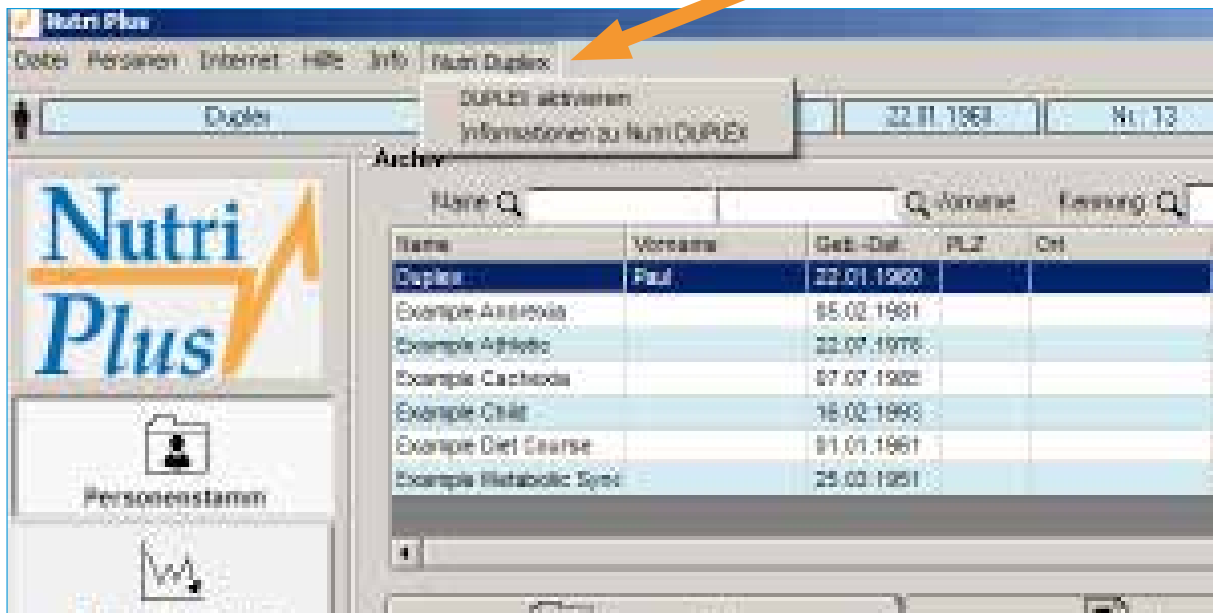 Nutri Plus
Datei Personen Internet Hilfe Info Nutri Duplex
DUPLEX aktivieren
Informationen zu Nutri DUPLEX
Duplex 22.01.1960 Nr.: 13
Archiv
Name Vorname Kennung
Nutri
Plus
Name Vorname Geb.-Dat. PLZ Ort
Duplex Paul 22.01.1960
Example Anorexia 05.02.1981
Example Athletic 22.07.1978
Example Cachexia 07.07.1965
Example Child 16.02.1993
Example Diet Course 01.01.1961
Example Metabolic Sync 25.03.1951
Personenstamm